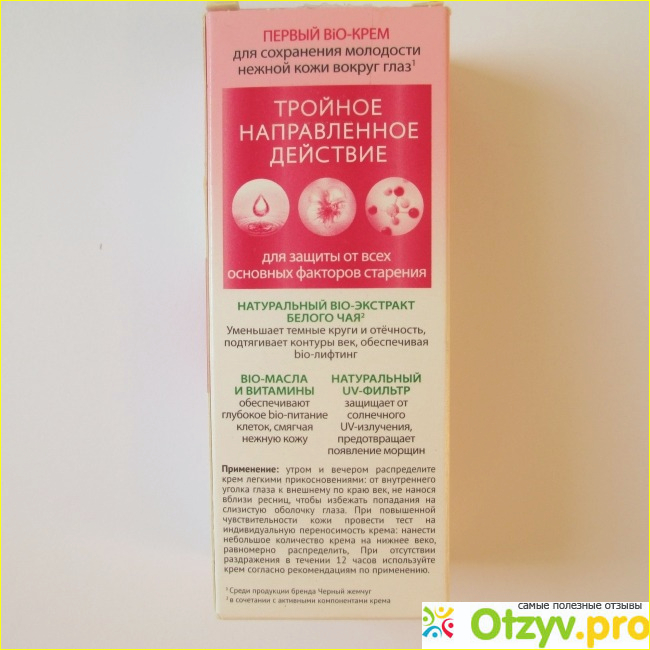 ПЕРВЫЙ BiO-КРЕМ
для сохранения молодости
нежной кожи вокруг глаз¹
ТРОЙНОЕ
НАПРАВЛЕННОЕ
ДЕЙСТВИЕ
для защиты от всех
основных факторов старения
НАТУРАЛЬНЫЙ BIO-ЭКСТРАКТ
БЕЛОГО ЧАЯ²
Уменьшает темные круги и отёчность,
подтягивает контуры век, обеспечивая
bio-лифтинг
BIO-МАСЛА
И ВИТАМИНЫ
обеспечивают
глубокое bio-питание
клеток, смягчая
нежную кожу
НАТУРАЛЬНЫЙ
UV-ФИЛЬТР
защищает от
солнечного
UV-излучения,
предотвращает
появление морщин
Применение: утром и вечером распределите
крем легкими прикосновениями: от внутреннего
уголка глаза к внешнему по краю век, не нанося
вблизи ресниц, чтобы избежать попадания на
слизистую оболочку глаза. При повышенной
чувствительности кожи провести тест на
индивидуальную переносимость крема: нанести
небольшое количество крема на нижнее веко,
равномерно распределить, При отсутствии
раздражения в течении 12 часов используйте
крем согласно рекомендациям по применению.
¹ Среди продукции бренда Черный жемчуг
² в сочетании с активными компонентами крема
самые полезные отзывы
Otzyv.pro